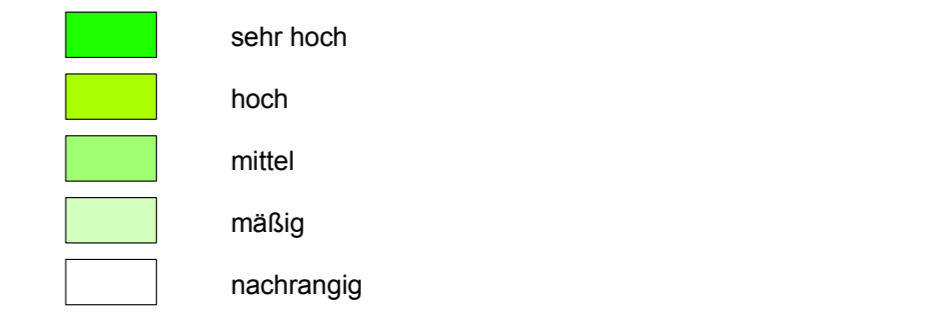 sehr hoch
hoch
mittel
mäßig
nachrangig